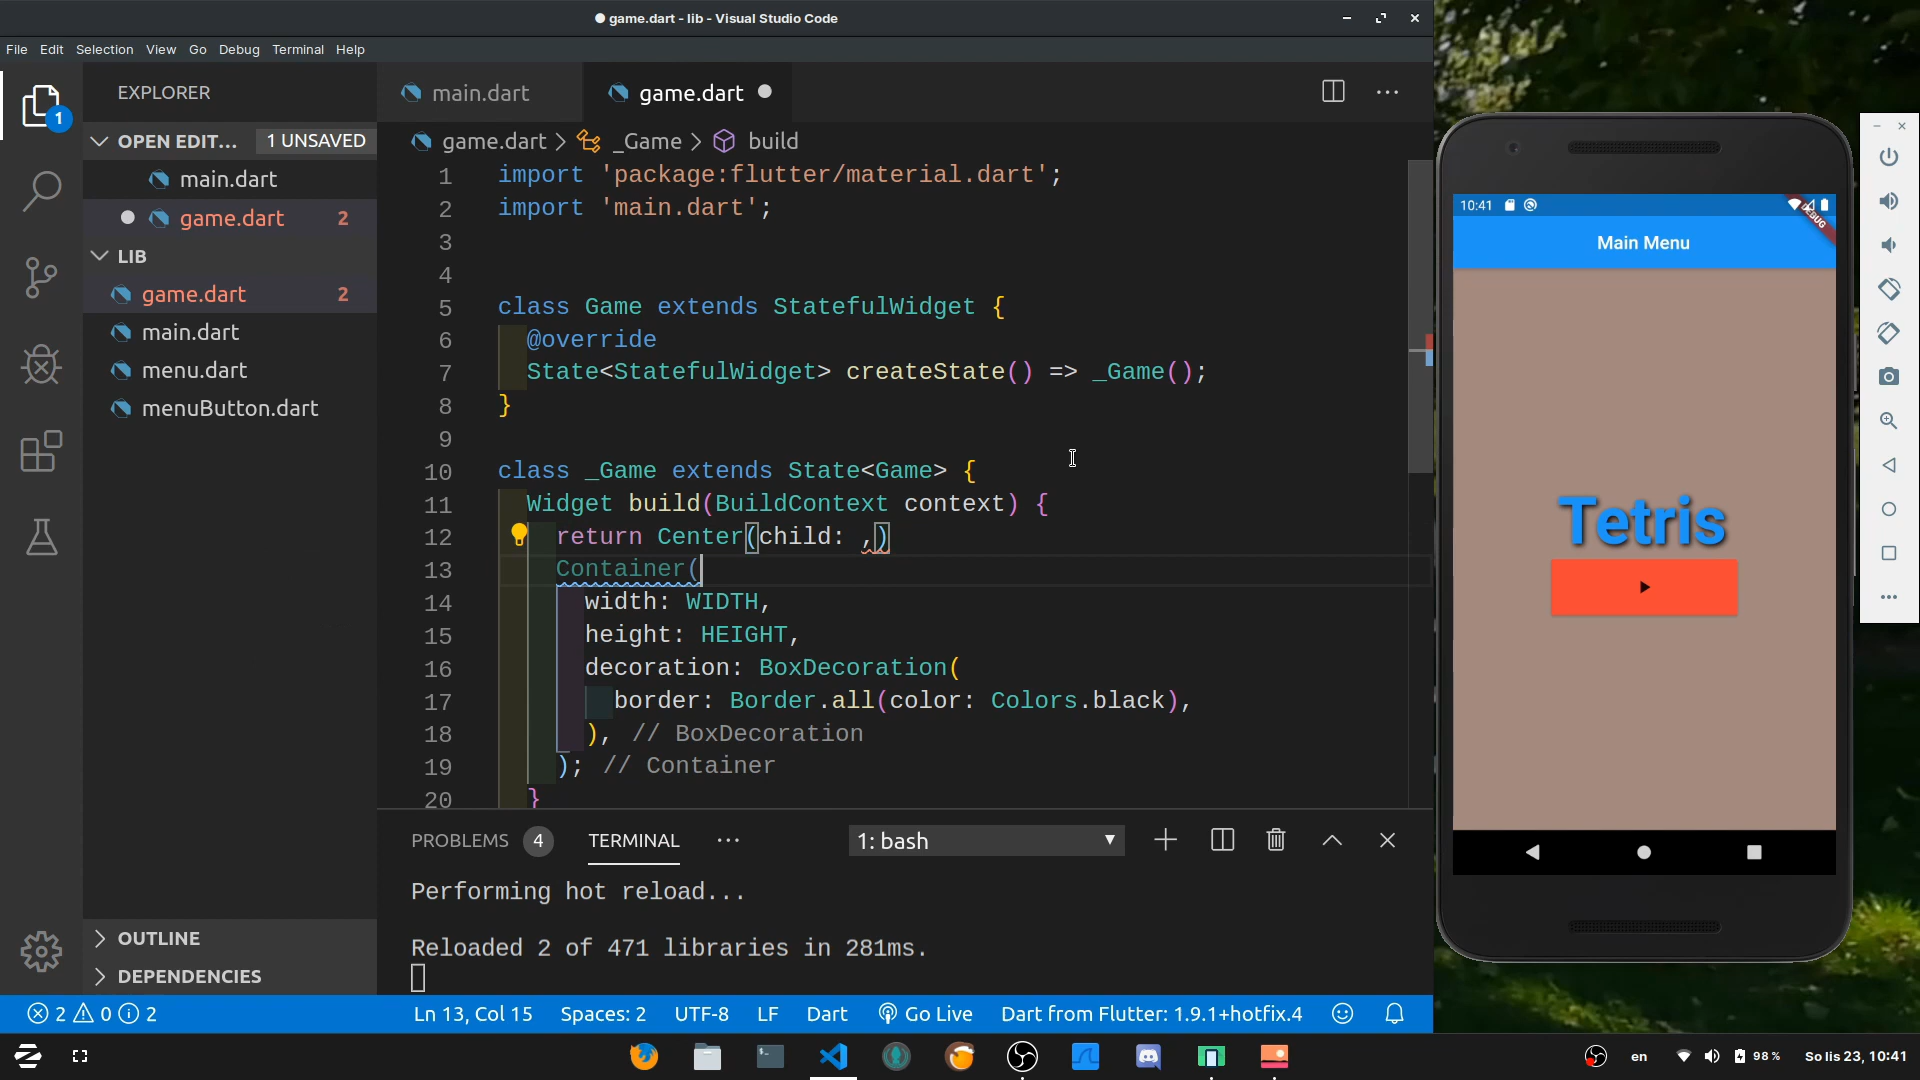 game.dart - lib - Visual Studio Code
File Edit Selection View Go Debug Terminal Help
1
EXPLORER
OPEN EDIT... 1 UNSAVED
main.dart
game.dart 2
LIB
game.dart 2
main.dart
menu.dart
menuButton.dart
OUTLINE
DEPENDENCIES
main.dart game.dart
game.dart > _Game > build
1 import 'package:flutter/material.dart';
2 import 'main.dart';
3
4
5 class Game extends StatefulWidget {
6 @override
7 State<StatefulWidget> createState() => _Game();
8 }
9
10 class _Game extends State<Game> {
11 Widget build(BuildContext context) {
12 return Center(child: ,)
13 Container(
14 width: WIDTH,
15 height: HEIGHT,
16 decoration: BoxDecoration(
17 border: Border.all(color: Colors.black),
18 ), // BoxDecoration
19 ); // Container
20 }
PROBLEMS 4 TERMINAL ... 1: bash
Performing hot reload...
Reloaded 2 of 471 libraries in 281ms.
2 0 2 Ln 13, Col 15 Spaces: 2 UTF-8 LF Dart Go Live Dart from Flutter: 1.9.1+hotfix.4
10:41
DEBUG
Main Menu
Tetris
en 98% So lis 23, 10:41